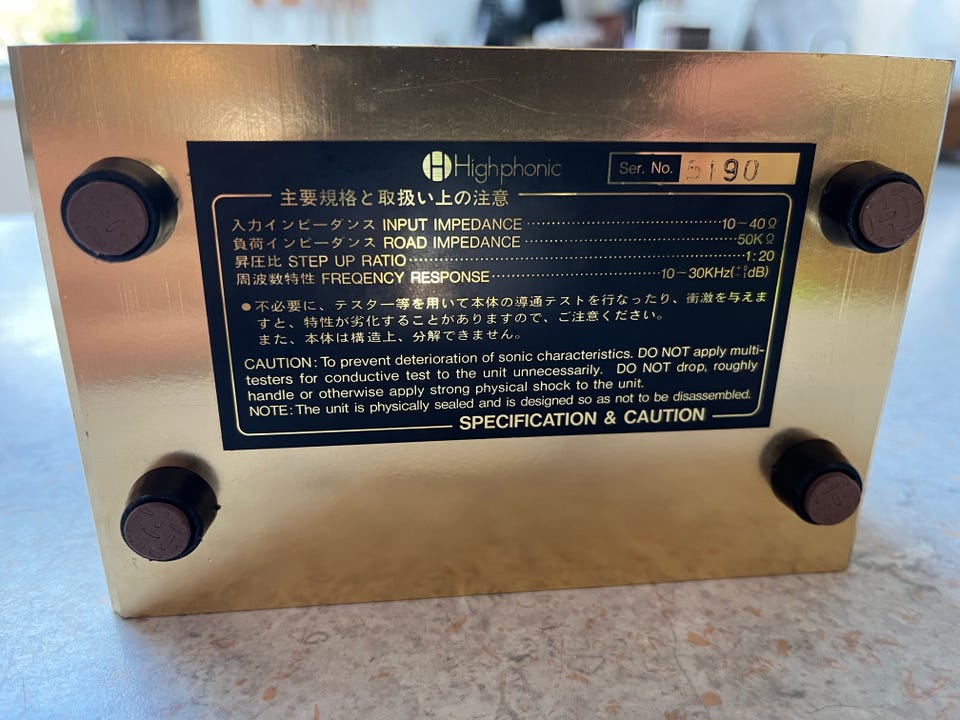 Highphonic
Ser. No. 5190
主要規格と取扱い上の注意
入力インピーダンス INPUT IMPEDANCE ················ 10~40Ω
負荷インピーダンス ROAD IMPEDANCE ················ 50KΩ
昇圧比 STEP UP RATIO ················ 1:20
周波数特性 FREQENCY RESPONSE ················ 10~30KHz( dB)
●不必要に、テスター等を用いて本体の導通テストを行なったり、衝激を与えま
すと、特性が劣化することがありますので、ご注意ください。
また、本体は構造上、分解できません。
CAUTION: To prevent deterioration of sonic characteristics. DO NOT apply multi-
testers for conductive test to the unit unnecessarily. DO NOT drop, roughly
handle or otherwise apply strong physical shock to the unit.
NOTE: The unit is physically sealed and is designed so as not to be disassembled.
SPECIFICATION & CAUTION